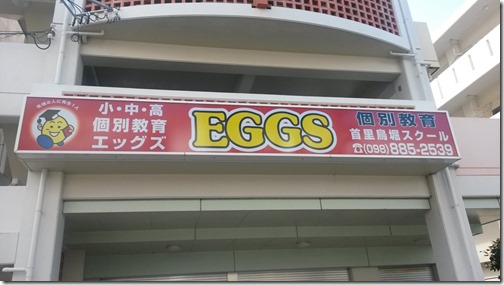 小・中・高
個別教育
エッグズ
EGGS
個別教育
首里鳥堀スクール
☎(098)885-2539